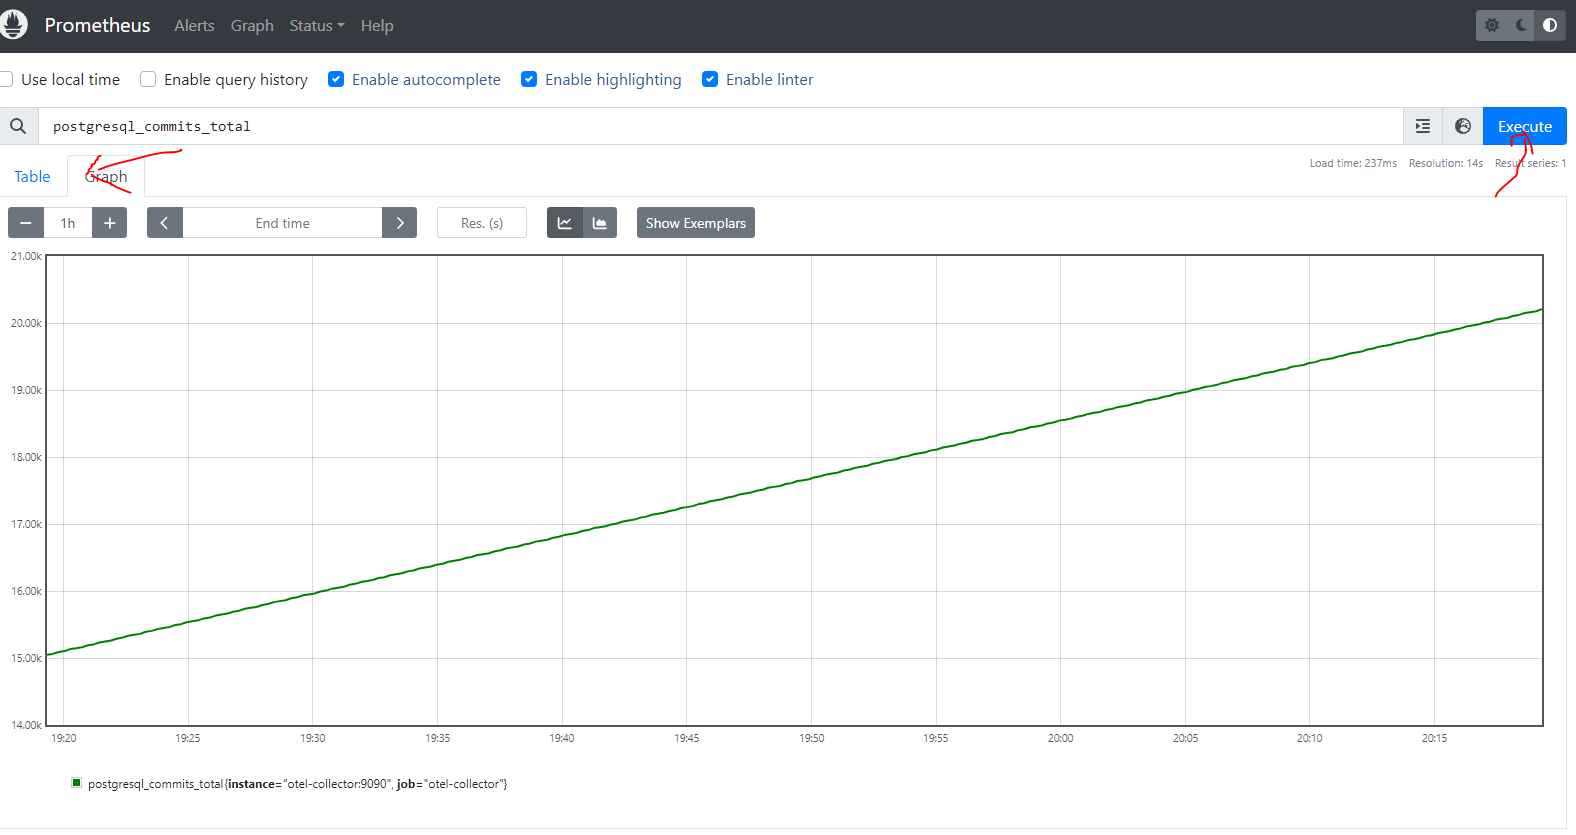 Prometheus Alerts Graph Status Help
Use local time Enable query history Enable autocomplete Enable highlighting Enable linter
postgresql_commits_total Execute
Load time: 237ms Resolution: 14s Result series: 1
Table Graph
− 1h + End time Res. (s) Show Exemplars
21.00k
20.00k
19.00k
18.00k
17.00k
16.00k
15.00k
14.00k
19:20 19:25 19:30 19:35 19:40 19:45 19:50 19:55 20:00 20:05 20:10 20:15
postgresql_commits_total{instance="otel-collector:9090", job="otel-collector"}